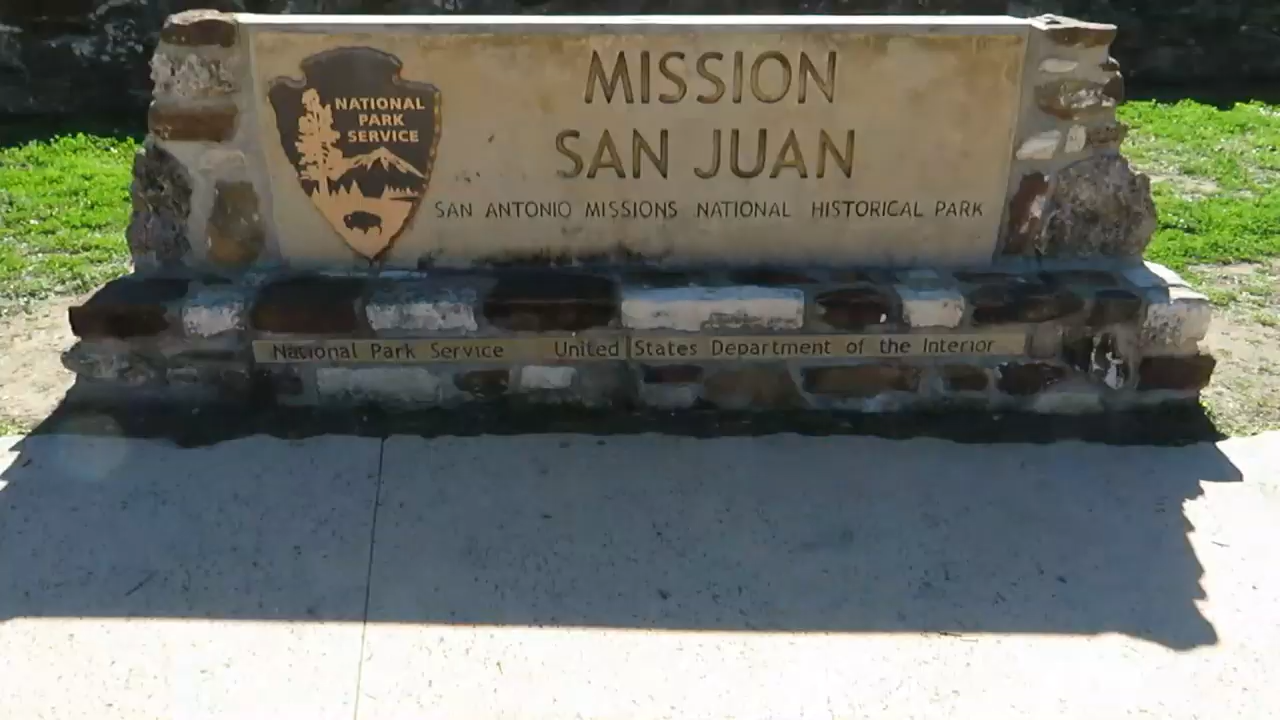 NATIONAL
PARK
SERVICE
MISSION
SAN JUAN
SAN ANTONIO MISSIONS NATIONAL HISTORICAL PARK
National Park Service United States Department of the Interior